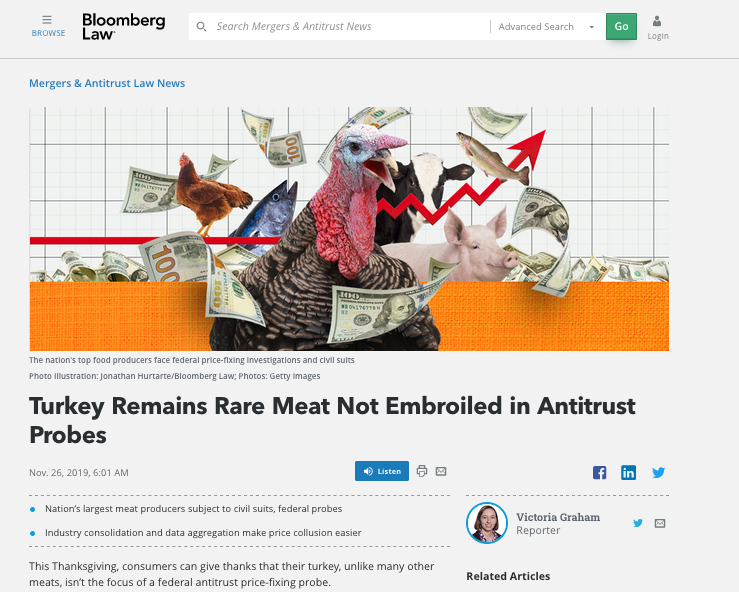 BROWSE
Bloomberg
Law
Search Mergers & Antitrust News
Advanced Search
Go
Login
Mergers & Antitrust Law News
100
100
100
The nation's top food producers face federal price-fixing investigations and civil suits
Photo illustration: Jonathan Hurtarte/Bloomberg Law; Photos: Getty Images
Turkey Remains Rare Meat Not Embroiled in Antitrust
Probes
Nov. 26, 2019, 6:01 AM
Listen
Nation's largest meat producers subject to civil suits, federal probes
Industry consolidation and data aggregation make price collusion easier
Victoria Graham
Reporter
This Thanksgiving, consumers can give thanks that their turkey, unlike many other
meats, isn't the focus of a federal antitrust price-fixing probe.
Related Articles